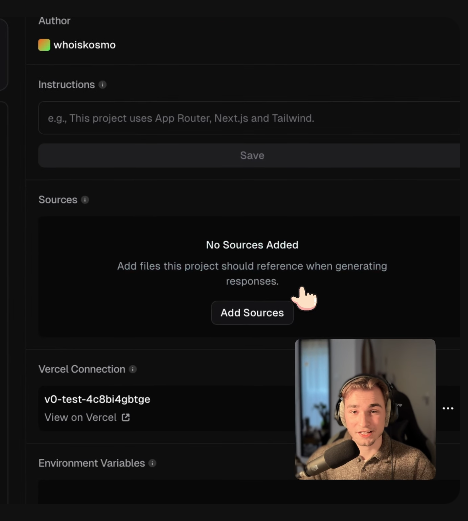 Author
whoiskosmo
Instructions
e.g., This project uses App Router, Next.js and Tailwind.
Save
Sources
No Sources Added
Add files this project should reference when generating
responses.
Add Sources
Vercel Connection
v0-test-4c8bi4gbtge
View on Vercel
Environment Variables